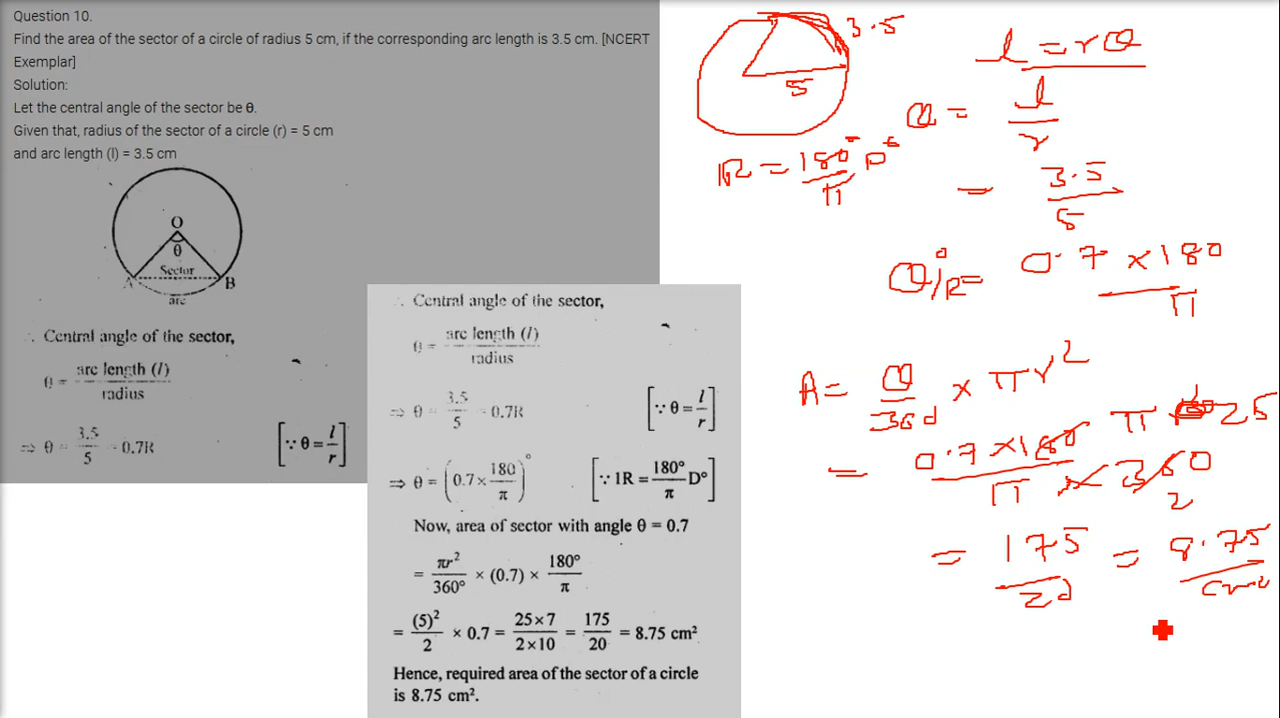 Question 10.
Find the area of the sector of a circle of radius 5 cm, if the corresponding arc length is 3.5 cm. [NCERT
Exemplar]
Solution:
Let the central angle of the sector be θ.
Given that, radius of the sector of a circle (r) = 5 cm
and arc length (l) = 3.5 cm
O
θ
Sector
A B
arc
∴ Central angle of the sector,
θ = arc length (l) / radius
⇒ θ = 3.5 / 5 = 0.7R [∵ θ = l / r]
∴ Central angle of the sector,
θ = arc length (l) / radius
⇒ θ = 3.5 / 5 = 0.7R [∵ θ = l / r]
⇒ θ = (0.7 × 180 / π)° [∵ 1R = 180° / π D°]
Now, area of sector with angle θ = 0.7
= πr² / 360° × (0.7) × 180° / π
= (5)² / 2 × 0.7 = 25 × 7 / 2 × 10 = 175 / 20 = 8.75 cm²
Hence, required area of the sector of a circle
is 8.75 cm².
3.5
5
l = rθ
θ = l / r
R = 180° / π D°
= 3.5 / 5
θ R = 0.7 × 180 / π
A = θ / 360 × πr²
= 0.7 × 180 π × 25 / π × 360
2
= 175 / 20 = 8.75 cm²